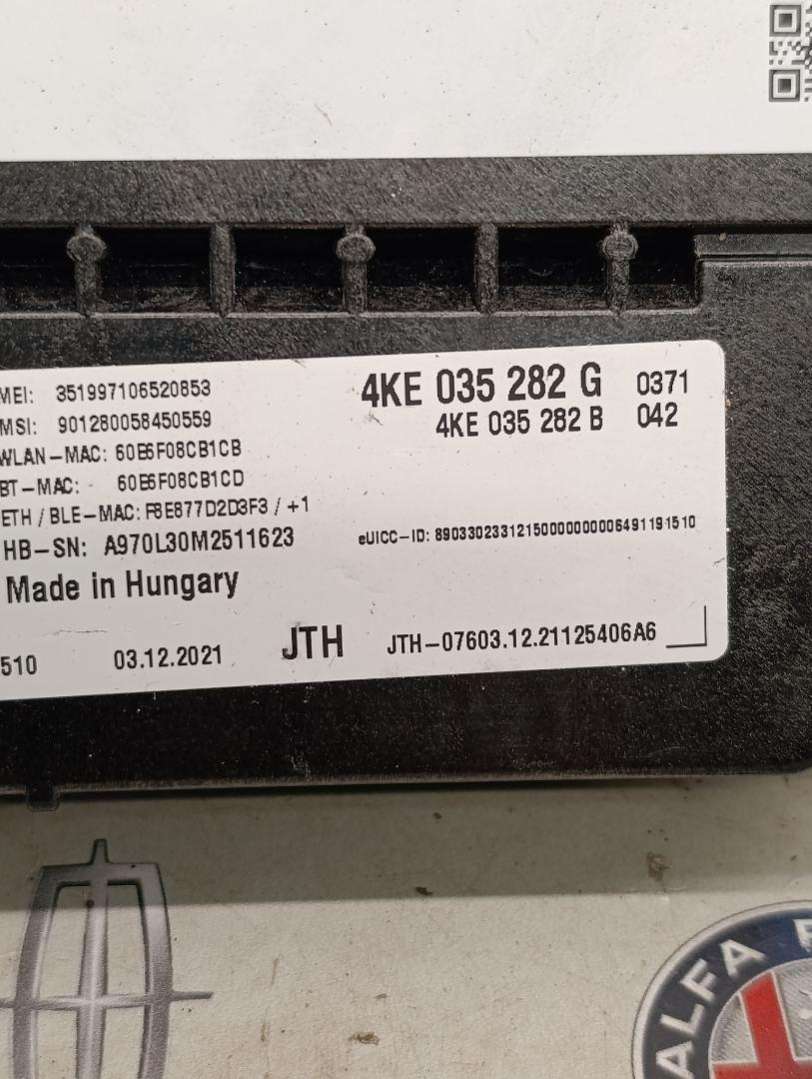 MEI: 351997106520853
4KE 035 282 G 0371
MSI: 901280058450559
4KE 035 282 B 042
WLAN-MAC: 60E6F08CB1CB
BT-MAC: 60E6F08CB1CD
ETH / BLE-MAC: F8E877D2D3F3 / +1
HB-SN: A970L30M2511623
eUICC-ID: 89033023312150000000006491191510
Made in Hungary
510 03.12.2021 JTH JTH-07603.12.21125406A6
ALFA R